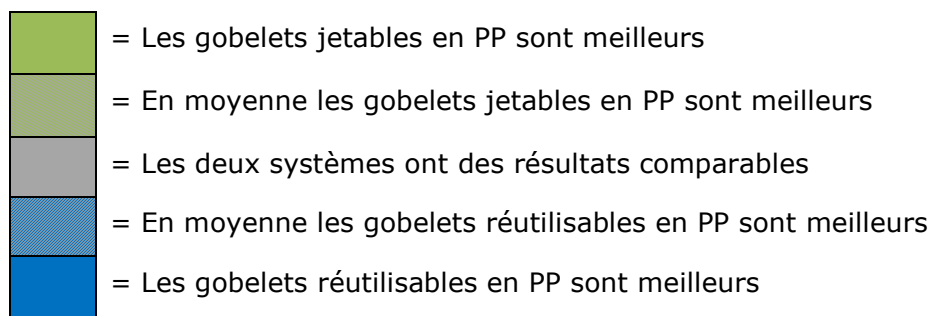 = Les gobelets jetables en PP sont meilleurs
= En moyenne les gobelets jetables en PP sont meilleurs
= Les deux systèmes ont des résultats comparables
= En moyenne les gobelets réutilisables en PP sont meilleurs
= Les gobelets réutilisables en PP sont meilleurs